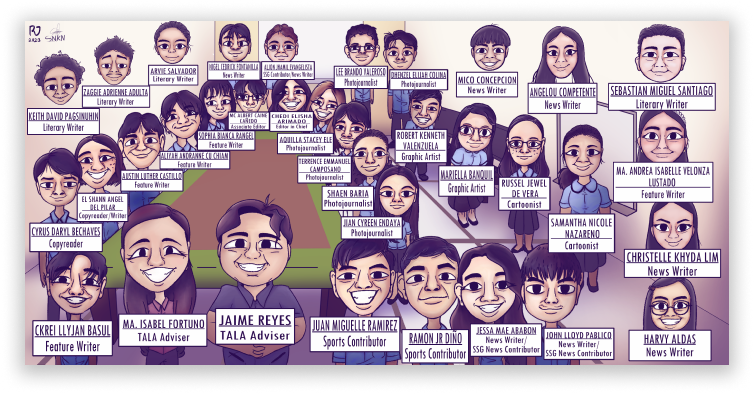 RJ
2023
SNKN
KEITH DAVID PAGSINUHIN
Literary Writer
ZAGGIE ADRIENNE ADULTA
Literary Writer
ARVIE SALVADOR
Literary Writer
NIGEL CEDRICK FONTANILLA
News Writer
ALJON JAMIL EVANGELISTA
SSG Contributor/News Writer
LEE BRANDO VALEROSO
Photojournalist
DHENZEL ELIJAH COLINA
Photojournalist
MICO CONCEPCION
News Writer
ANGELOU COMPETENTE
News Writer
SEBASTIAN MIGUEL SANTIAGO
Literary Writer
CYRUS DARYL BECHAVES
Copyreader
EL SHANN ANGEL
DEL PILAR
Copyreader/Writer
AUSTIN LUTHER CASTILLO
Feature Writer
ALIYAH ANDRANNE CQ CHIAN
Feature Writer
SOPHIA BIANCA RANGEL
Feature Writer
MC ALBERT CAINE
CAÑEDO
Associate Editor
CHEDI ELISHA
ARIMADO
Editor in Chief
AQUILLA STACEY ELE
Photojournalist
TERRENCE EMMANUEL
CAMPOSANO
Photojournalist
SHAEN BARIA
Photojournalist
JIAN CYREEN ENDAYA
Photojournalist
ROBERT KENNETH
VALENZUELA
Graphic Artist
MARIELLA BANQUIL
Graphic Artist
RUSSEL JEWEL
DE VERA
Cartoonist
SAMANTHA NICOLE
NAZARENO
Cartoonist
MA. ANDREA ISABELLE VELONZA
LUSTADO
Feature Writer
CHRISTELLE KHYDA LIM
News Writer
HARVY ALDAS
News Writer
CKREI LLYJAN BASUL
Feature Writer
MA. ISABEL FORTUNO
TALA Adviser
JAIME REYES
TALA Adviser
JUAN MIGUELLE RAMIREZ
Sports Contributor
RAMON JR DIÑO
Sports Contributor
JESSA MAE ABABON
News Writer/
SSG News Contributor
JOHN LLOYD PABLICO
News Writer/
SSG News Contributor